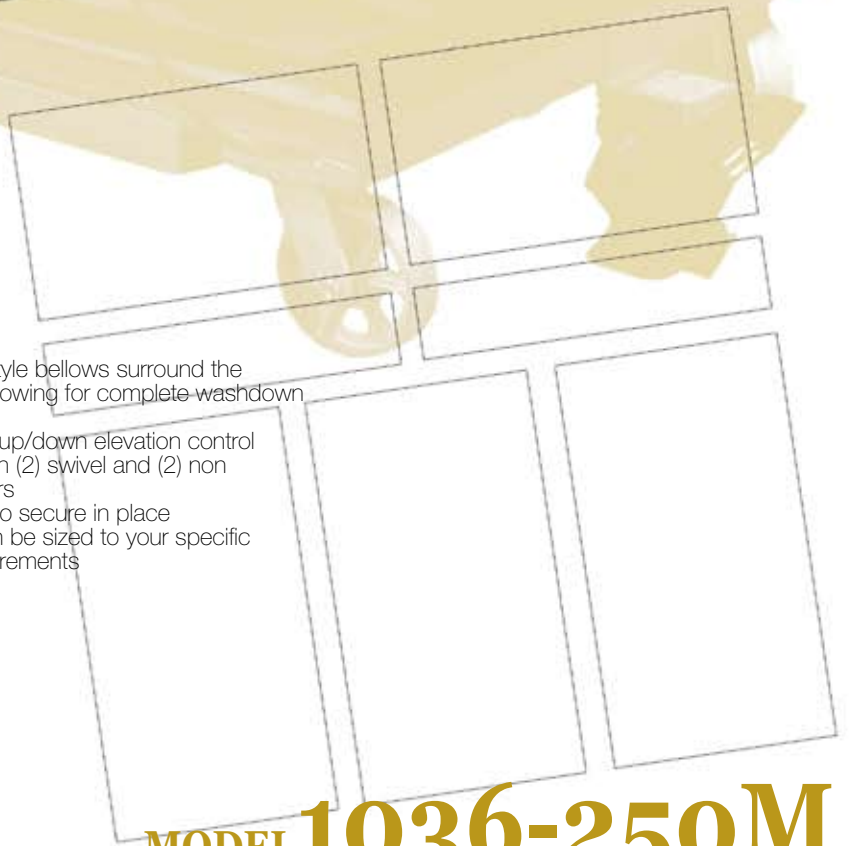 yle bellows surround the
owing for complete washdown
up/down elevation control
n (2) swivel and (2) non
rs
o secure in place
n be sized to your specific
rements
MODEL 1036-250M